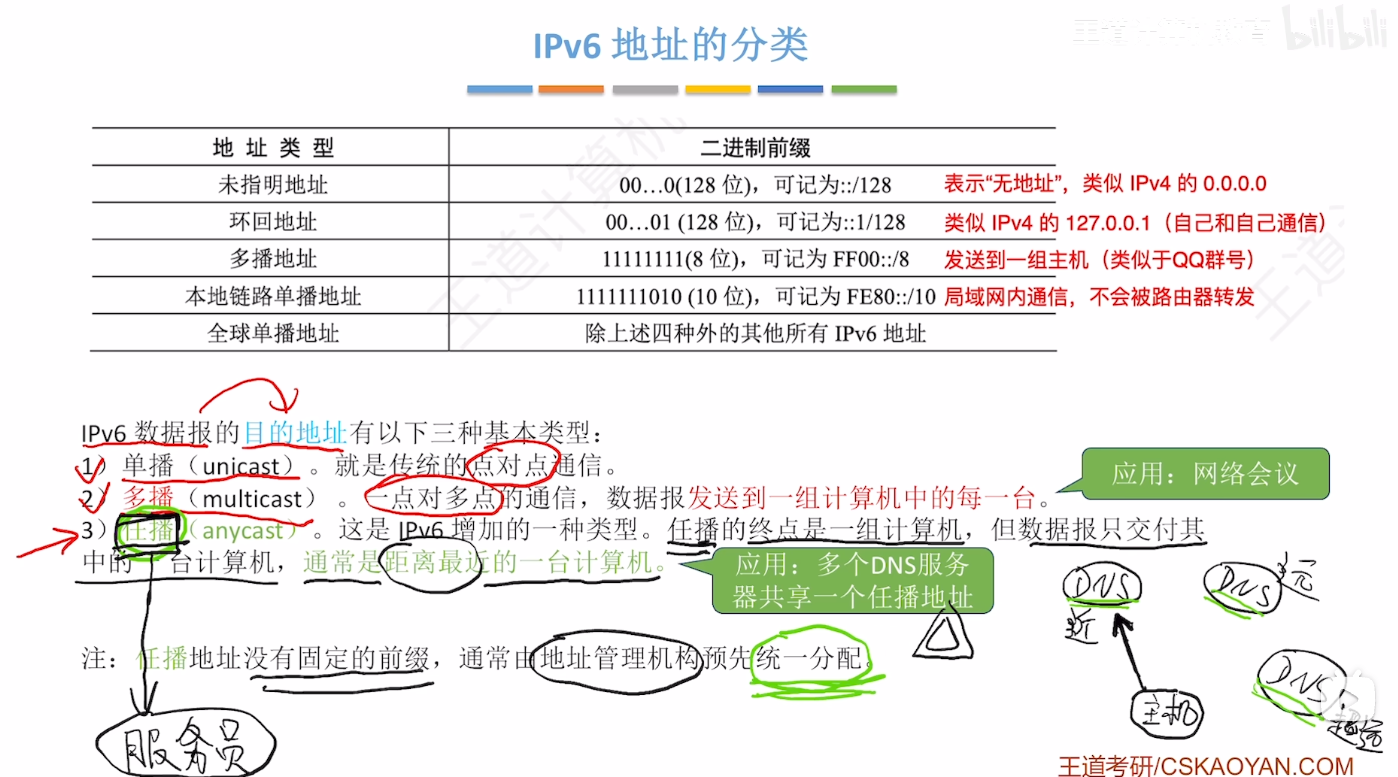 IPv6 地址的分类
bilibili
地 址 类 型 二进制前缀
未指明地址 00…0(128 位)，可记为::/128 表示“无地址”，类似 IPv4 的 0.0.0.0
环回地址 00…01 (128 位)，可记为::1/128 类似 IPv4 的 127.0.0.1（自己和自己通信）
多播地址 11111111(8 位)，可记为 FF00::/8 发送到一组主机（类似于QQ群号）
本地链路单播地址 1111111010 (10 位)，可记为 FE80::/10 局域网内通信，不会被路由器转发
全球单播地址 除上述四种外的其他所有 IPv6 地址
王道计算机
IPv6 数据报的目的地址有以下三种基本类型：
1）单播（unicast）。就是传统的点对点通信。
2）多播（multicast）。一点对多点的通信，数据报发送到一组计算机中的每一台。
应用：网络会议
3）任播（anycast）。这是 IPv6 增加的一种类型。任播的终点是一组计算机，但数据报只交付其
中的一台计算机，通常是距离最近的一台计算机。
应用：多个DNS服务
器共享一个任播地址
DNS
近
DNS
远
注：任播地址没有固定的前缀，通常由地址管理机构预先统一分配。
DNS
主机
服务员
王道考研/CSKAOYAN.COM